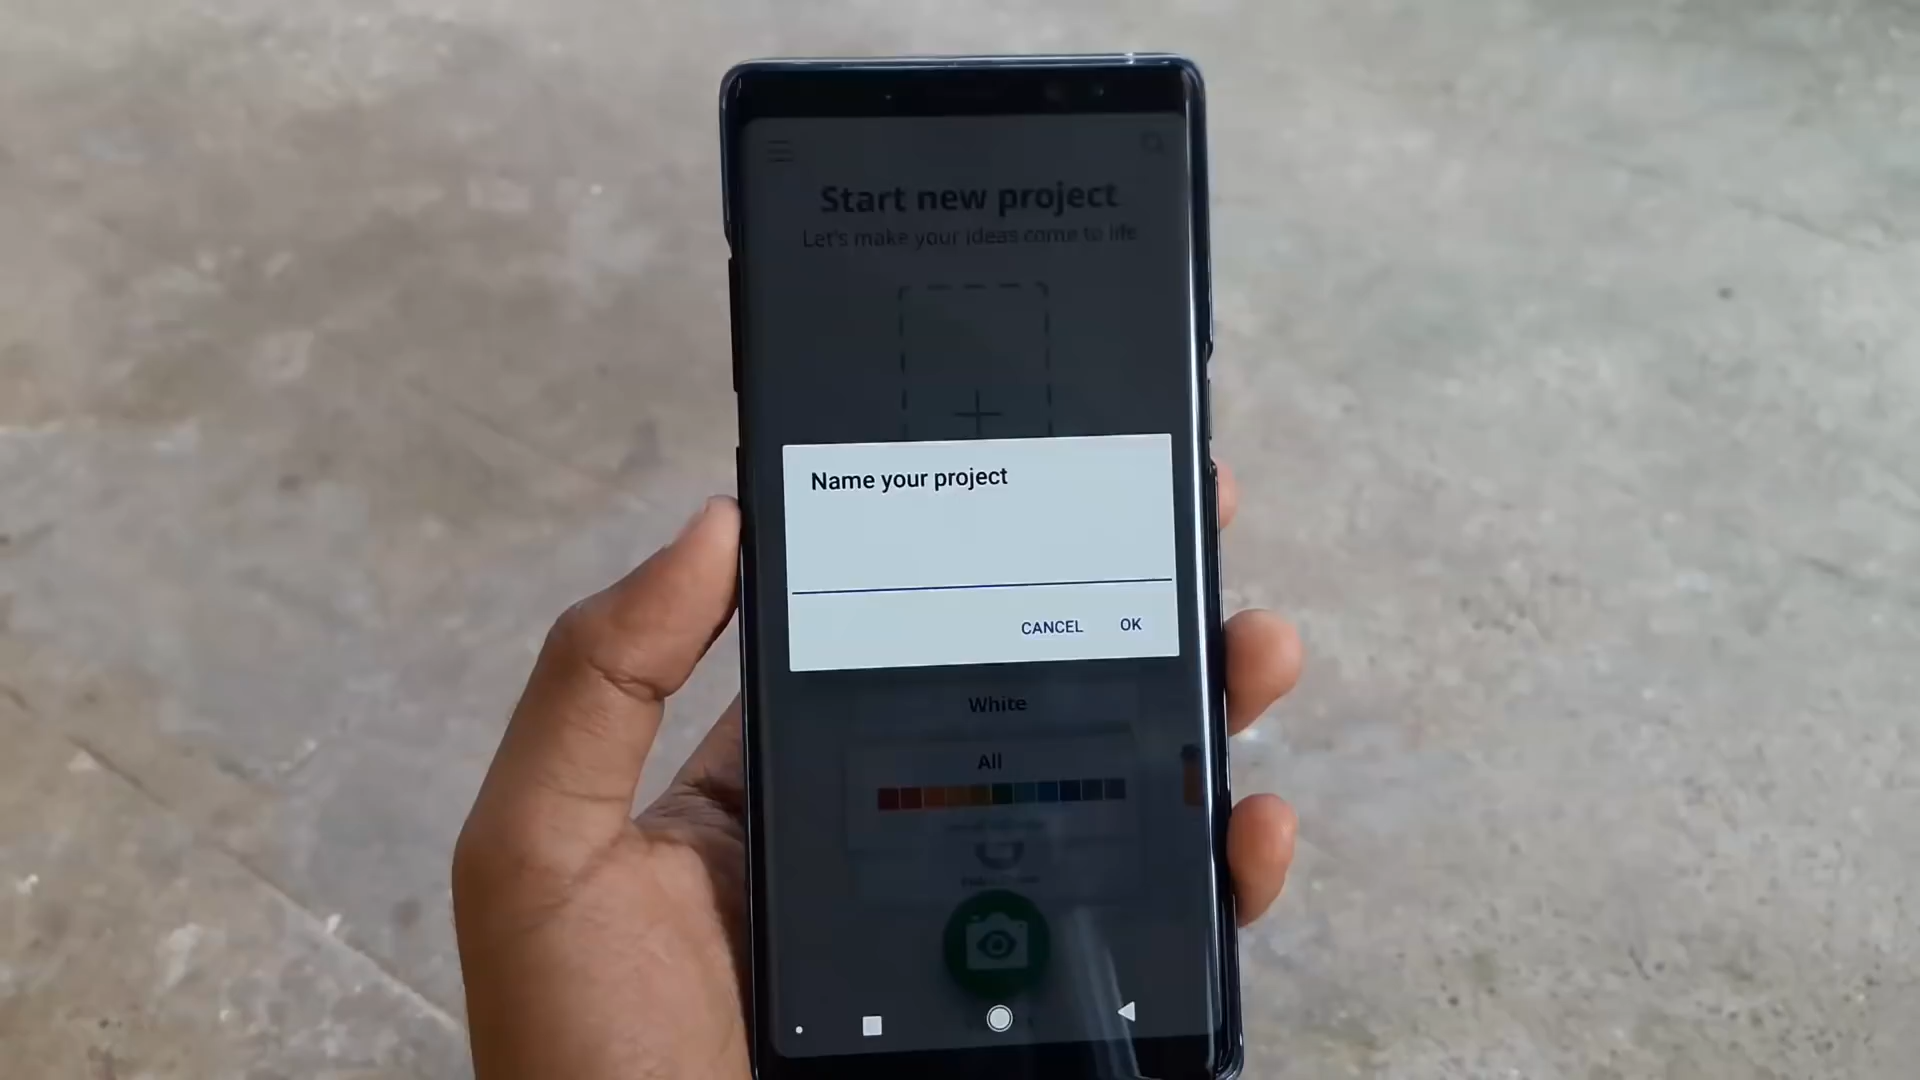 Start new project
Let's make your ideas come to life
Name your project
CANCEL OK
White
All